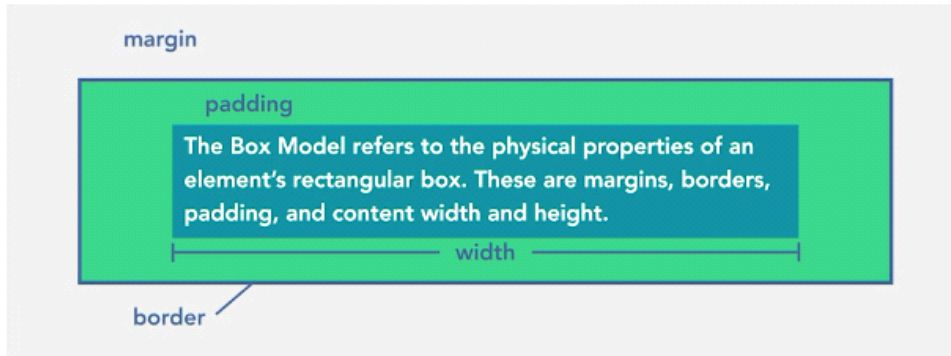 margin
padding
The Box Model refers to the physical properties of an
element's rectangular box. These are margins, borders,
padding, and content width and height.
width
border